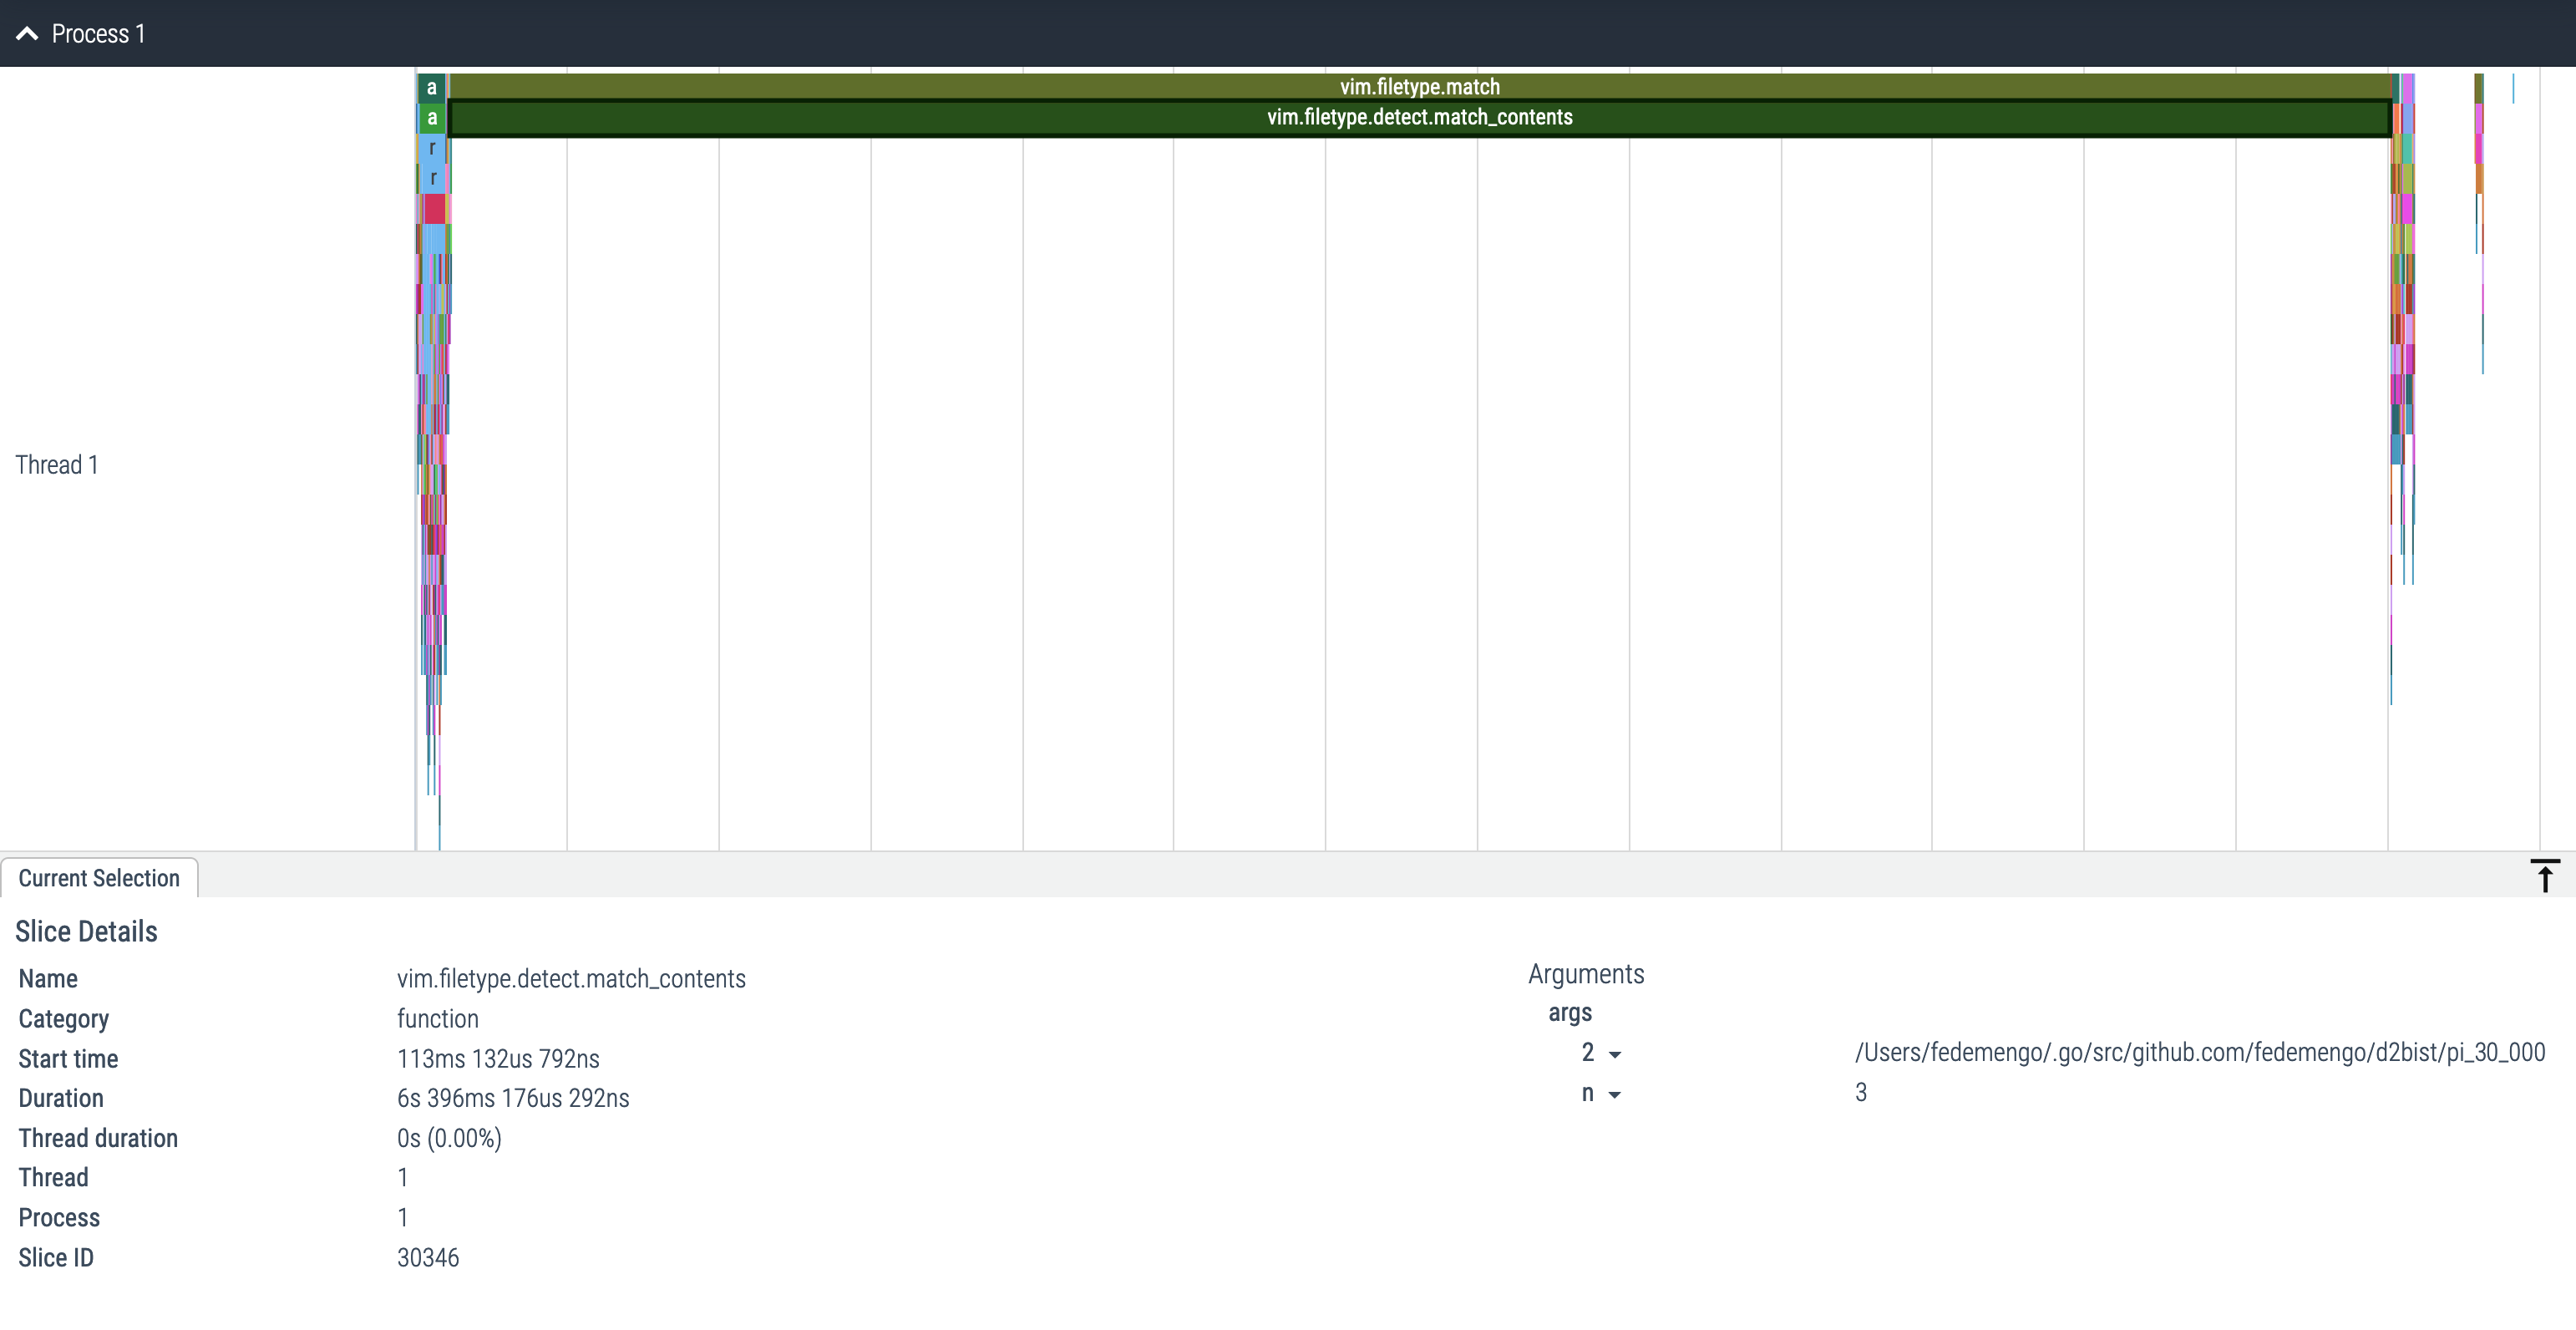 Process 1
a
vim.filetype.match
a
vim.filetype.detect.match_contents
r
r
Thread 1
Current Selection
Slice Details
Name vim.filetype.detect.match_contents
Category function
Start time 113ms 132us 792ns
Duration 6s 396ms 176us 292ns
Thread duration 0s (0.00%)
Thread 1
Process 1
Slice ID 30346
Arguments
args
2 /Users/fedemengo/.go/src/github.com/fedemengo/d2bist/pi_30_000
n 3